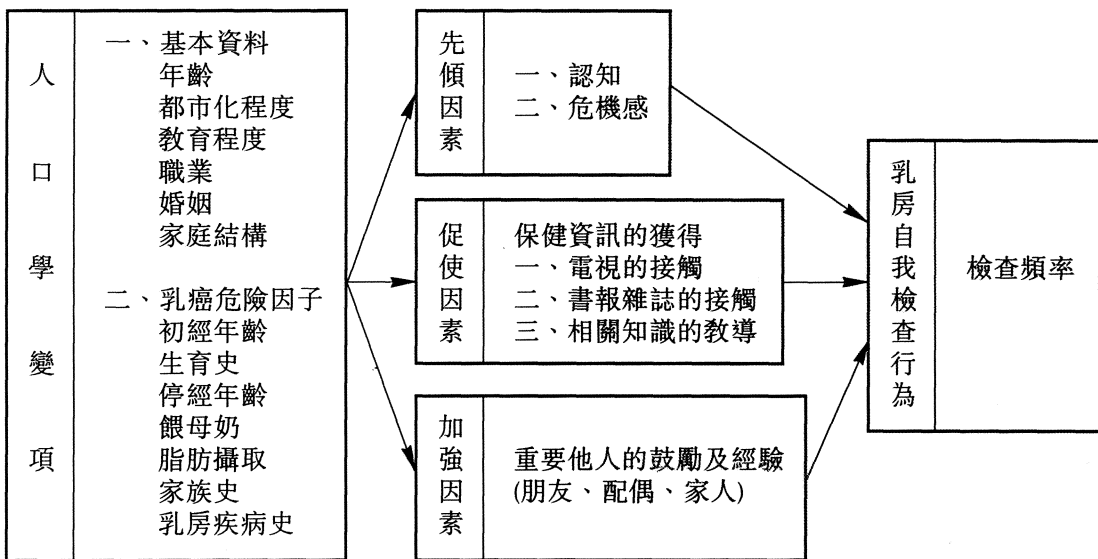 人口學變項
一、基本資料
年齡
都市化程度
教育程度
職業
婚姻
家庭結構
二、乳癌危險因子
初經年齡
生育史
停經年齡
餵母奶
脂肪攝取
家族史
乳房疾病史
先傾因素
一、認知
二、危機感
促使因素
保健資訊的獲得
一、電視的接觸
二、書報雜誌的接觸
三、相關知識的教導
加強因素
重要他人的鼓勵及經驗
(朋友、配偶、家人)
乳房自我檢查行為
檢查頻率